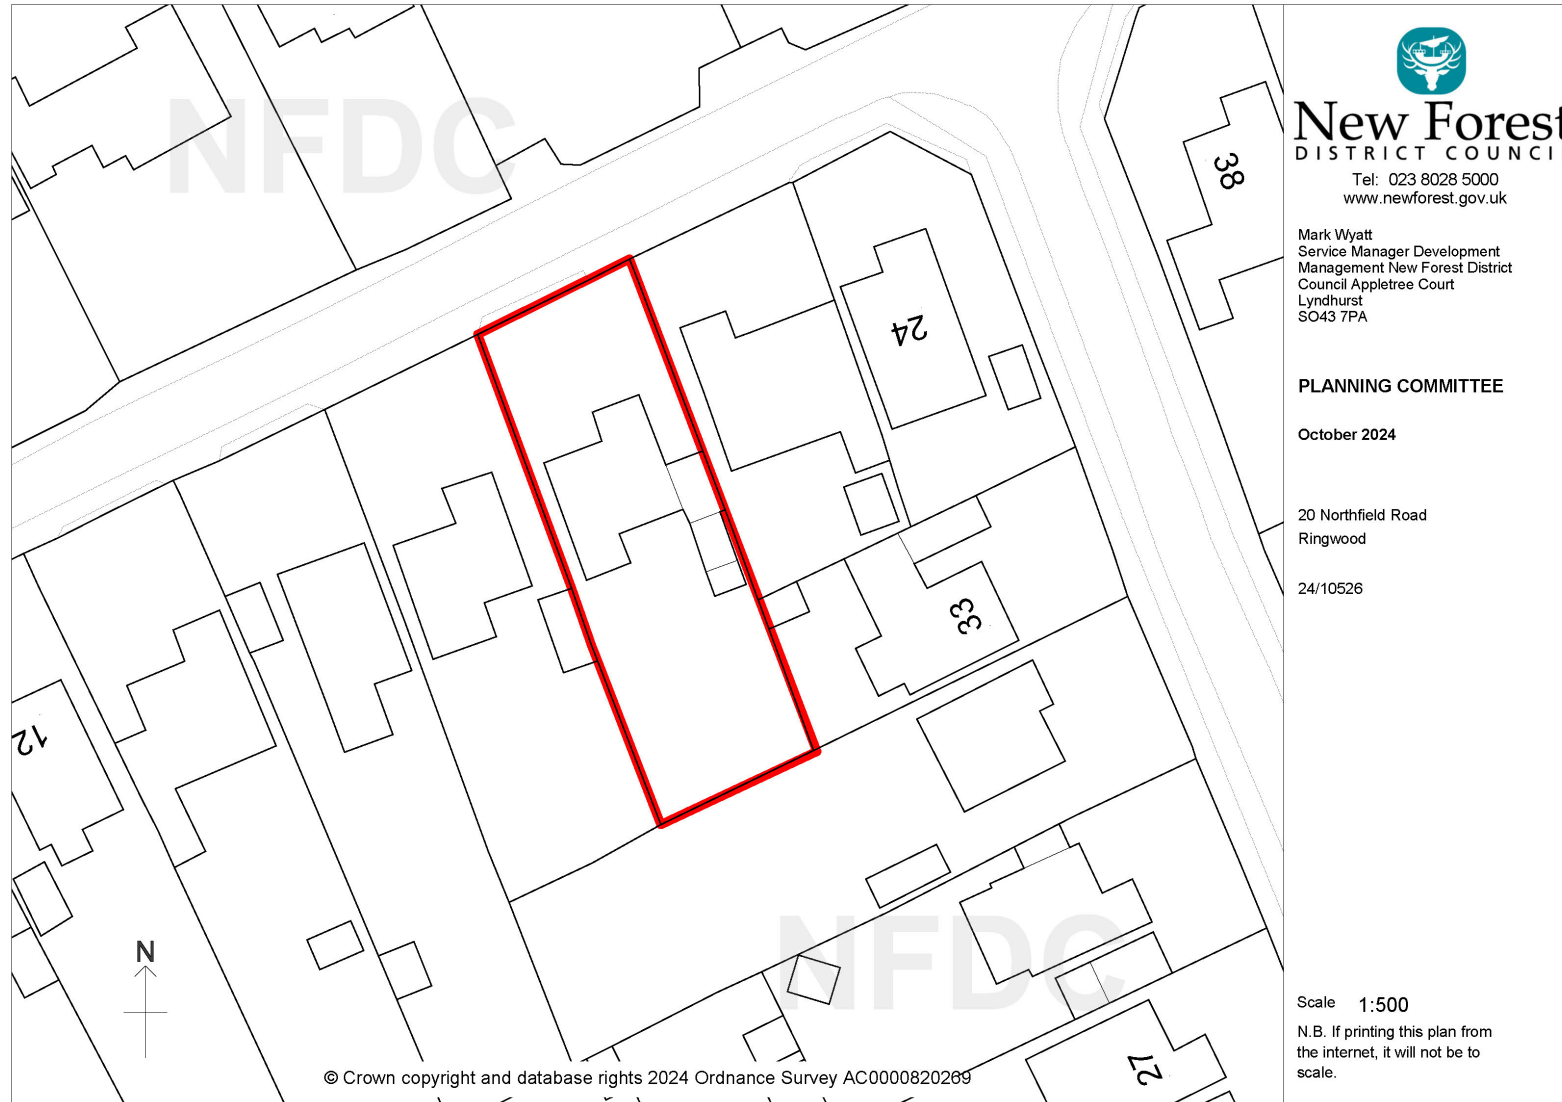 NFDC
38
24
33
12
27
N
NFDC
© Crown copyright and database rights 2024 Ordnance Survey AC0000820269
New Forest
DISTRICT COUNCI
Tel: 023 8028 5000
www.newforest.gov.uk
Mark Wyatt
Service Manager Development
Management New Forest District
Council Appletree Court
Lyndhurst
SO43 7PA
PLANNING COMMITTEE
October 2024
20 Northfield Road
Ringwood
24/10526
Scale 1:500
N.B. If printing this plan from
the internet, it will not be to
scale.